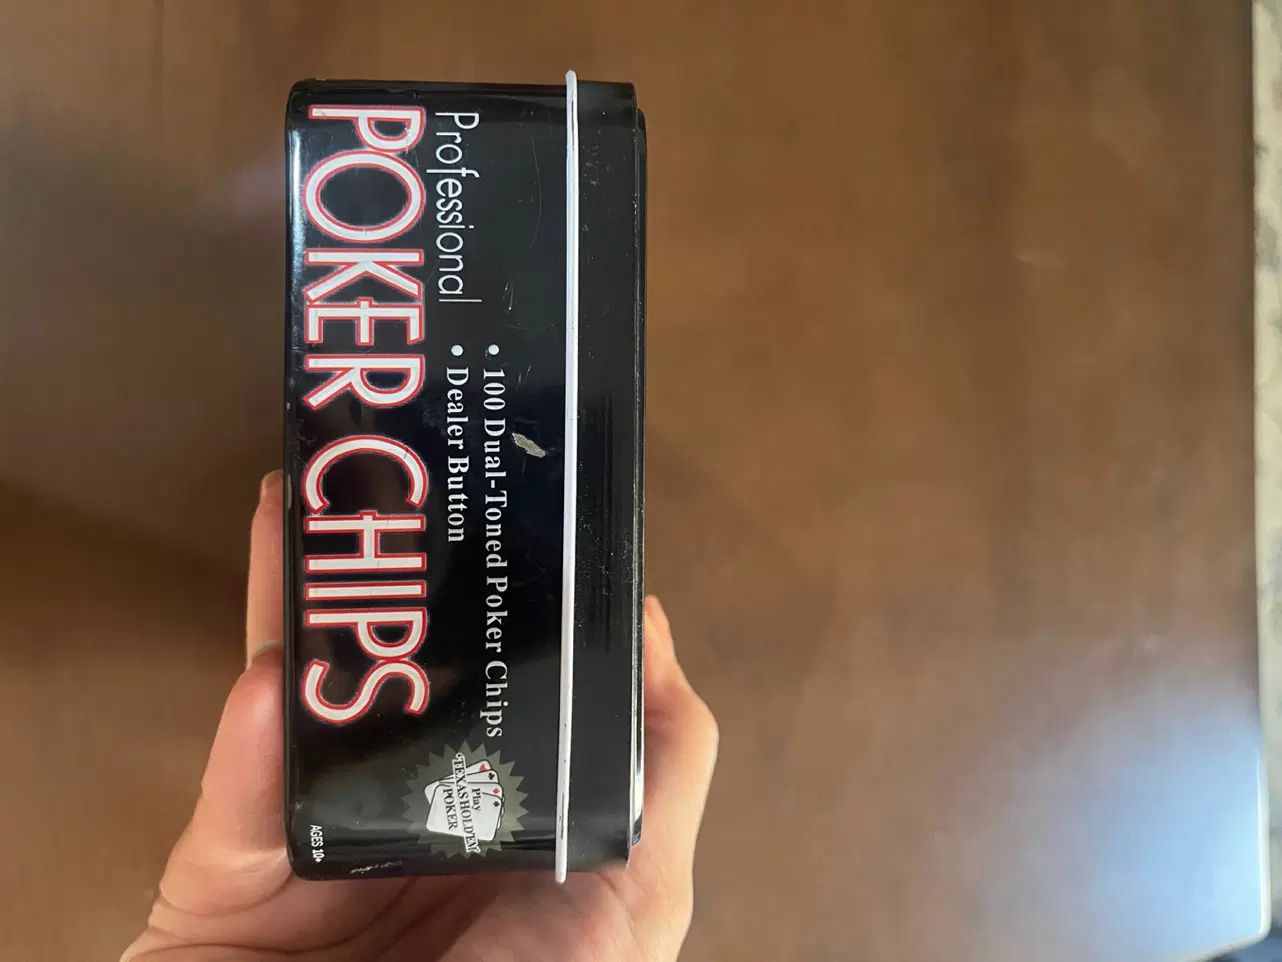 Professional
POKER CHIPS
• 100 Dual-Toned Poker Chips
• Dealer Button
Play
TEXAS HOLD'EM
POKER
AGES 10+